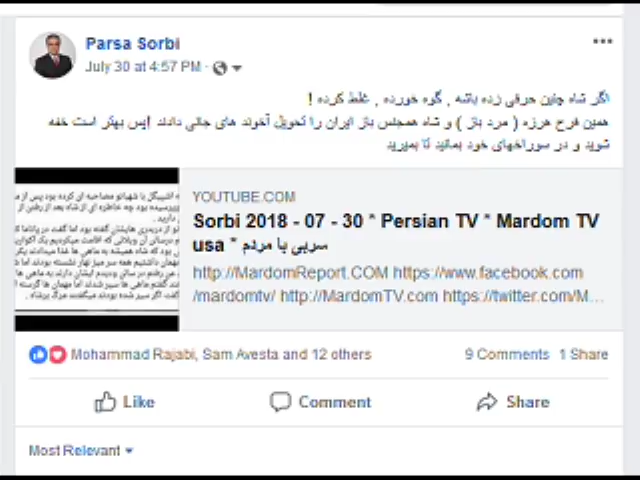 Parsa Sorbi
July 30 at 4:57 PM
اگر شاه چنین حرفی زده باشه , گوه خورده , غلط کرده !
همین فرح هرزه ( مرد باز ) و شاه همجنس باز ایران را تحویل آخوند های جانی دادند !پس بهتر است خفه
شوید و در سوراخهای خود بمانید تا بمیرید
YOUTUBE.COM
Sorbi 2018 - 07 - 30 * Persian TV * Mardom TV
usa * سربی با مردم
http://MardomReport.COM https://www.facebook.com
/mardomtv/ http://MardomTV.com https://twitter.com/M...
Mohammad Rajabi, Sam Avesta and 12 others
9 Comments 1 Share
Like Comment Share
Most Relevant